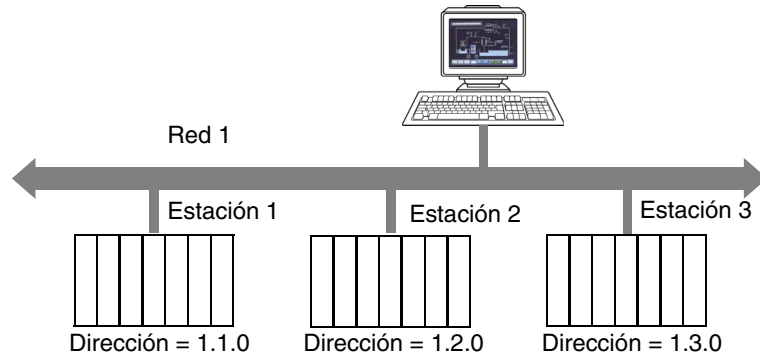 Red 1
Estación 1
Estación 2
Estación 3
Dirección = 1.1.0
Dirección = 1.2.0
Dirección = 1.3.0